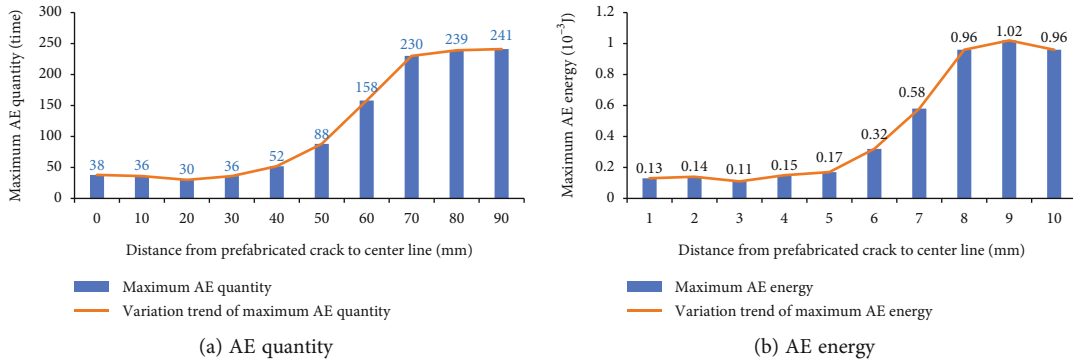 Maximum AE quantity (time)
300
250
200
150
100
50
0
38
36
30
36
52
88
158
230
239
241
0 10 20 30 40 50 60 70 80 90
Distance from prefabricated crack to center line (mm)
Maximum AE quantity
Variation trend of maximum AE quantity
(a) AE quantity
Maximum AE energy (10⁻³J)
1.2
1
0.8
0.6
0.4
0.2
0
0.13
0.14
0.11
0.15
0.17
0.32
0.58
0.96
1.02
0.96
1 2 3 4 5 6 7 8 9 10
Distance from prefabricated crack to center line (mm)
Maximum AE energy
Variation trend of maximum AE energy
(b) AE energy